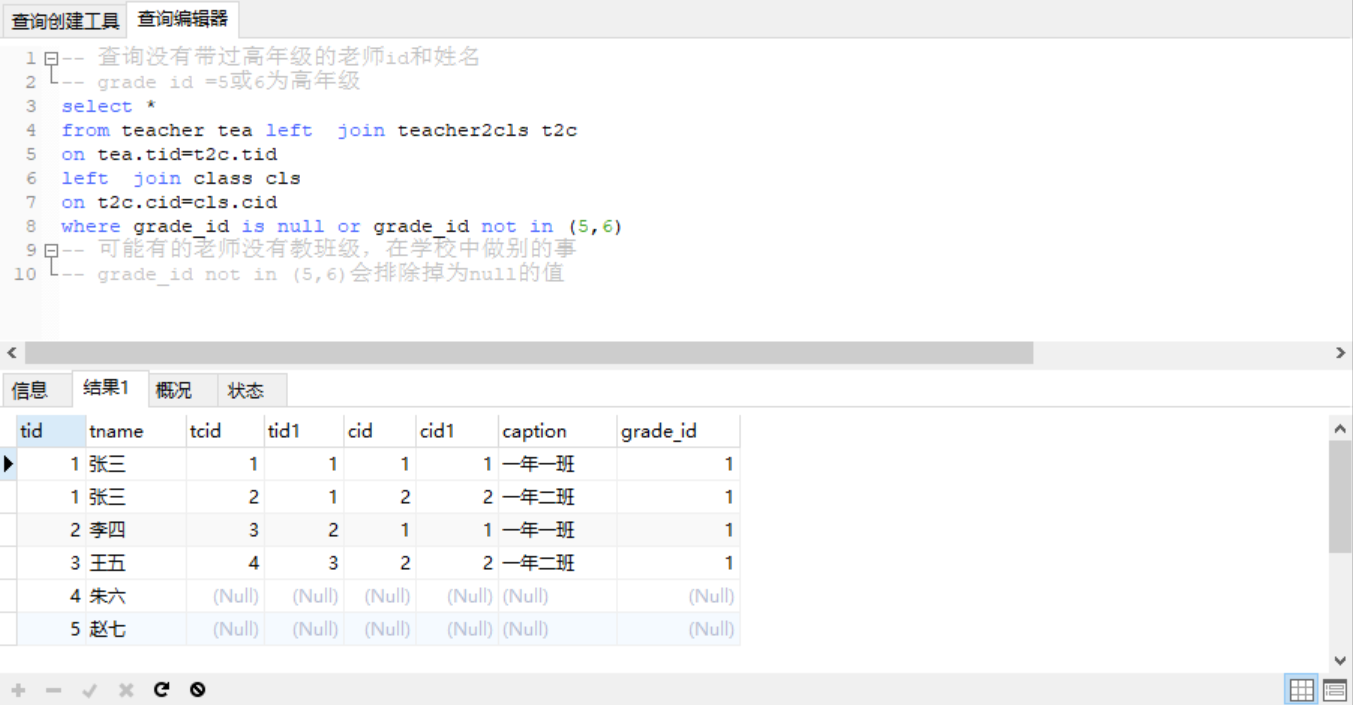 查询创建工具 查询编辑器
1 -- 查询没有带过高年级的老师id和姓名
2 -- grade id =5或6为高年级
3 select *
4 from teacher tea left  join teacher2cls t2c
5 on tea.tid=t2c.tid
6 left  join class cls
7 on t2c.cid=cls.cid
8 where grade_id is null or grade_id not in (5,6)
9 -- 可能有的老师没有教班级，在学校中做别的事
10 -- grade_id not in (5,6)会排除掉为null的值
信息 结果1 概况 状态
tid tname tcid tid1 cid cid1 caption grade_id
1 张三 1 1 1 1 一年一班 1
1 张三 2 1 2 2 一年二班 1
2 李四 3 2 1 1 一年一班 1
3 王五 4 3 2 2 一年二班 1
4 朱六 (Null) (Null) (Null) (Null) (Null) (Null)
5 赵七 (Null) (Null) (Null) (Null) (Null) (Null)